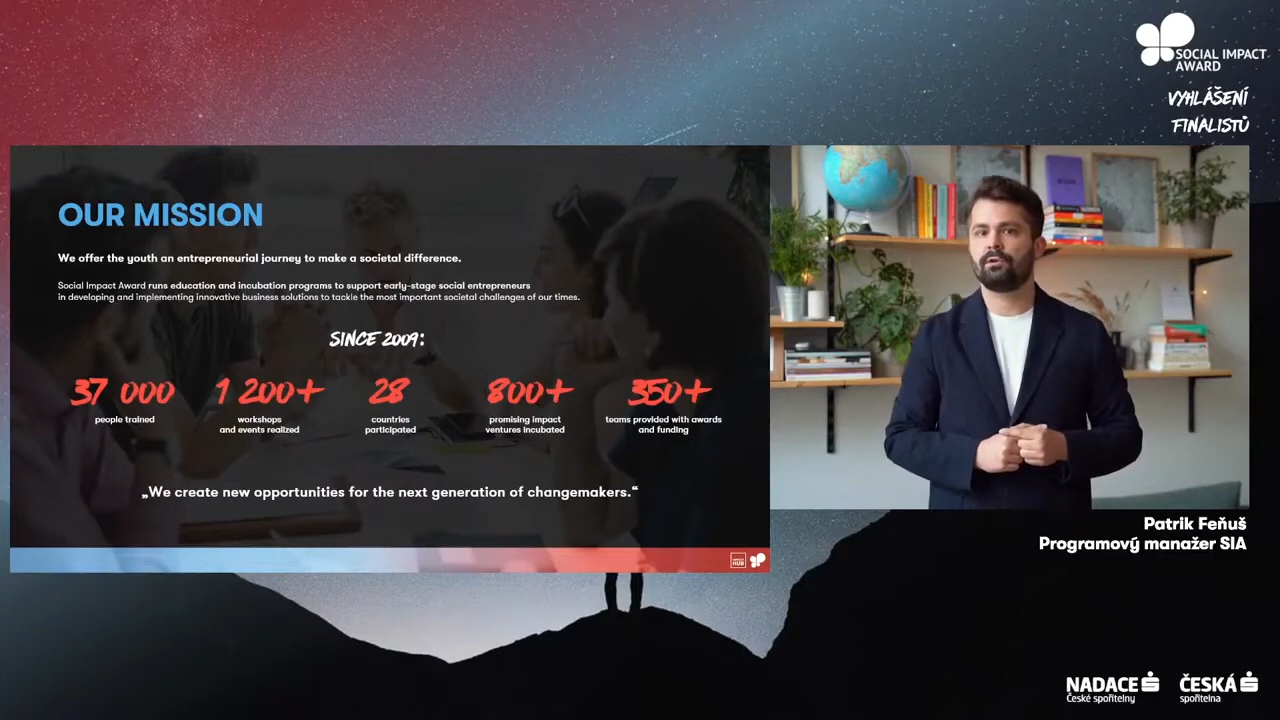 SOCIAL IMPACT
AWARD
VYHLÁŠENÍ
FINALISTŮ
OUR MISSION
We offer the youth an entrepreneurial journey to make a societal difference.
Social Impact Award runs education and incubation programs to support early-stage social entrepreneurs
in developing and implementing innovative business solutions to tackle the most important societal challenges of our times.
SINCE 2009:
37 000
people trained
1 200+
workshops
and events realized
28
countries
participated
800+
promising impact
ventures incubated
350+
teams provided with awards
and funding
„We create new opportunities for the next generation of changemakers.“
HUB
Patrik Feňuš
Programový manažer SIA
NADACE
České spořitelny
ČESKÁ
spořitelna